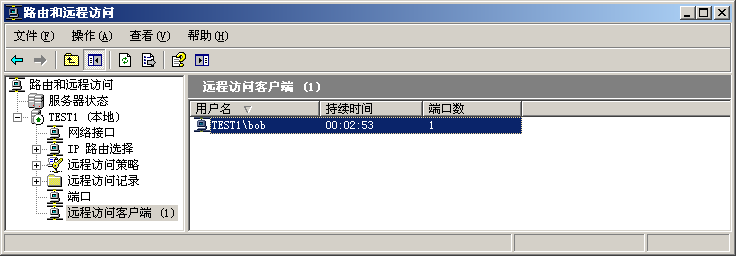 路由和远程访问
文件(F) 操作(A) 查看(V) 帮助(H)
路由和远程访问
服务器状态
TEST1 (本地)
网络接口
IP 路由选择
远程访问策略
远程访问记录
端口
远程访问客户端 (1)
远程访问客户端 (1)
用户名 持续时间 端口数
TEST1\bob 00:02:53 1